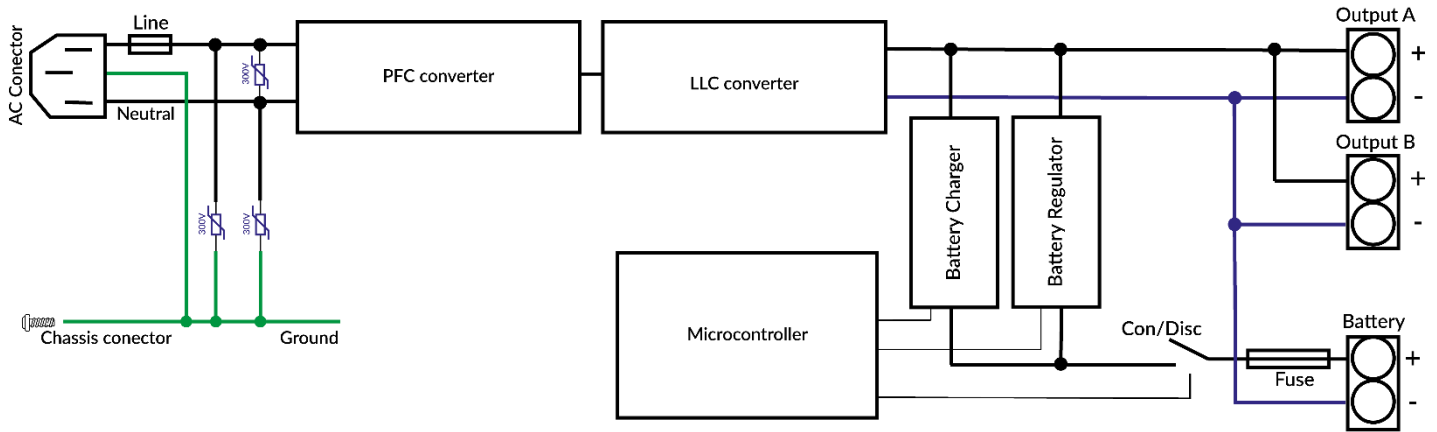 AC Conector
Line
Neutral
300V
300V
300V
Chassis conector
Ground
PFC converter
LLC converter
Battery Charger
Battery Regulator
Microcontroller
Con/Disc
Fuse
Output A
+
-
Output B
+
-
Battery
+
-